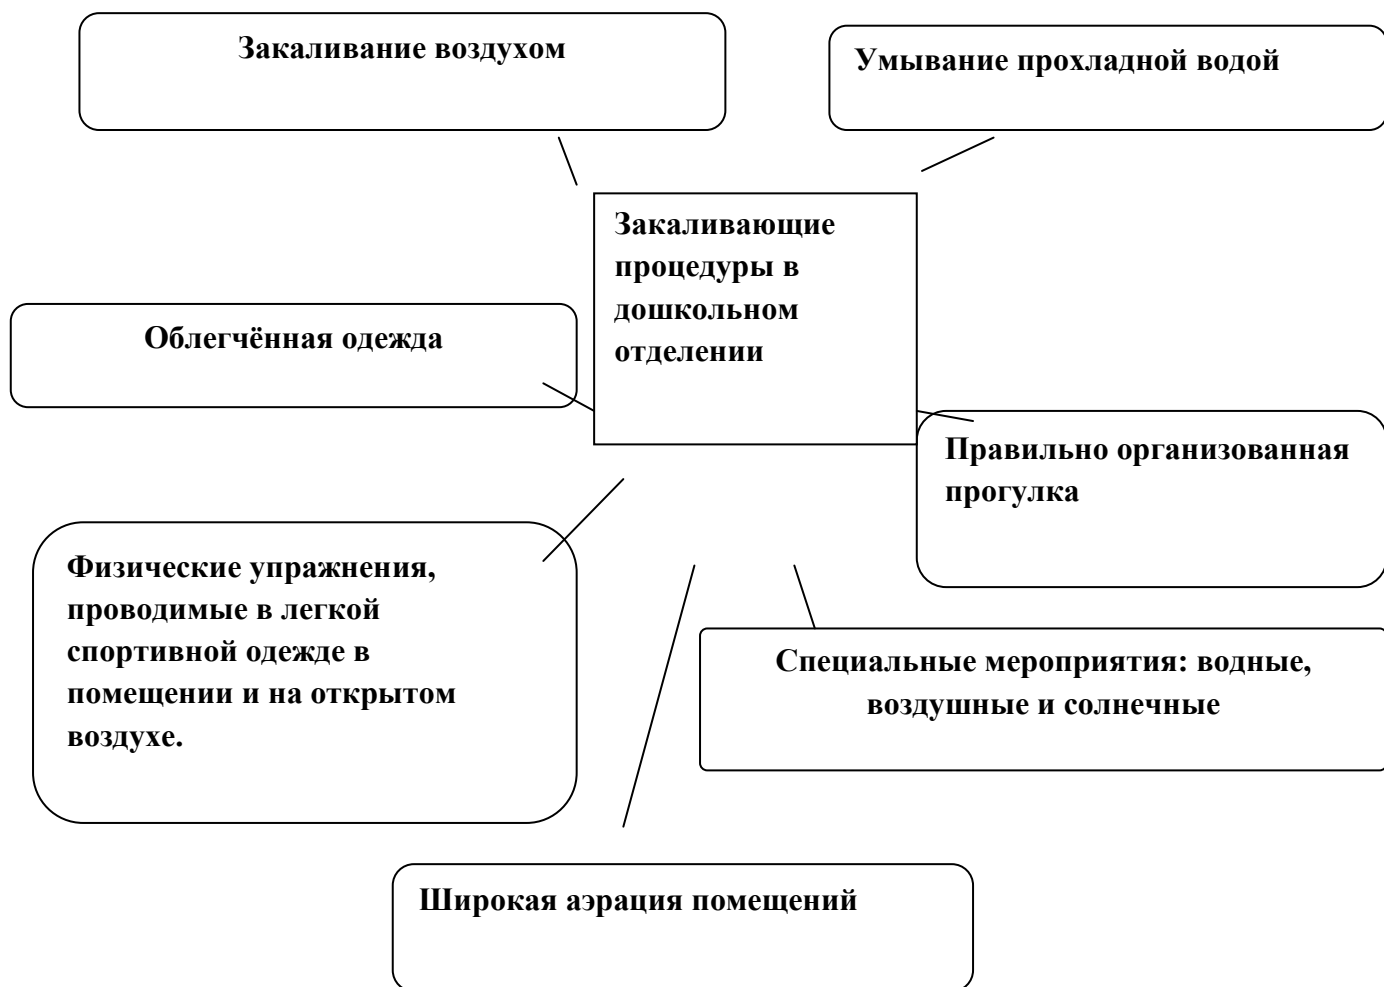 Закаливание воздухом
Умывание прохладной водой
Закаливающие
процедуры в
дошкольном
отделении
Облегчённая одежда
Правильно организованная
прогулка
Физические упражнения,
проводимые в легкой
спортивной одежде в
помещении и на открытом
воздухе.
Специальные мероприятия: водные,
воздушные и солнечные
Широкая аэрация помещений